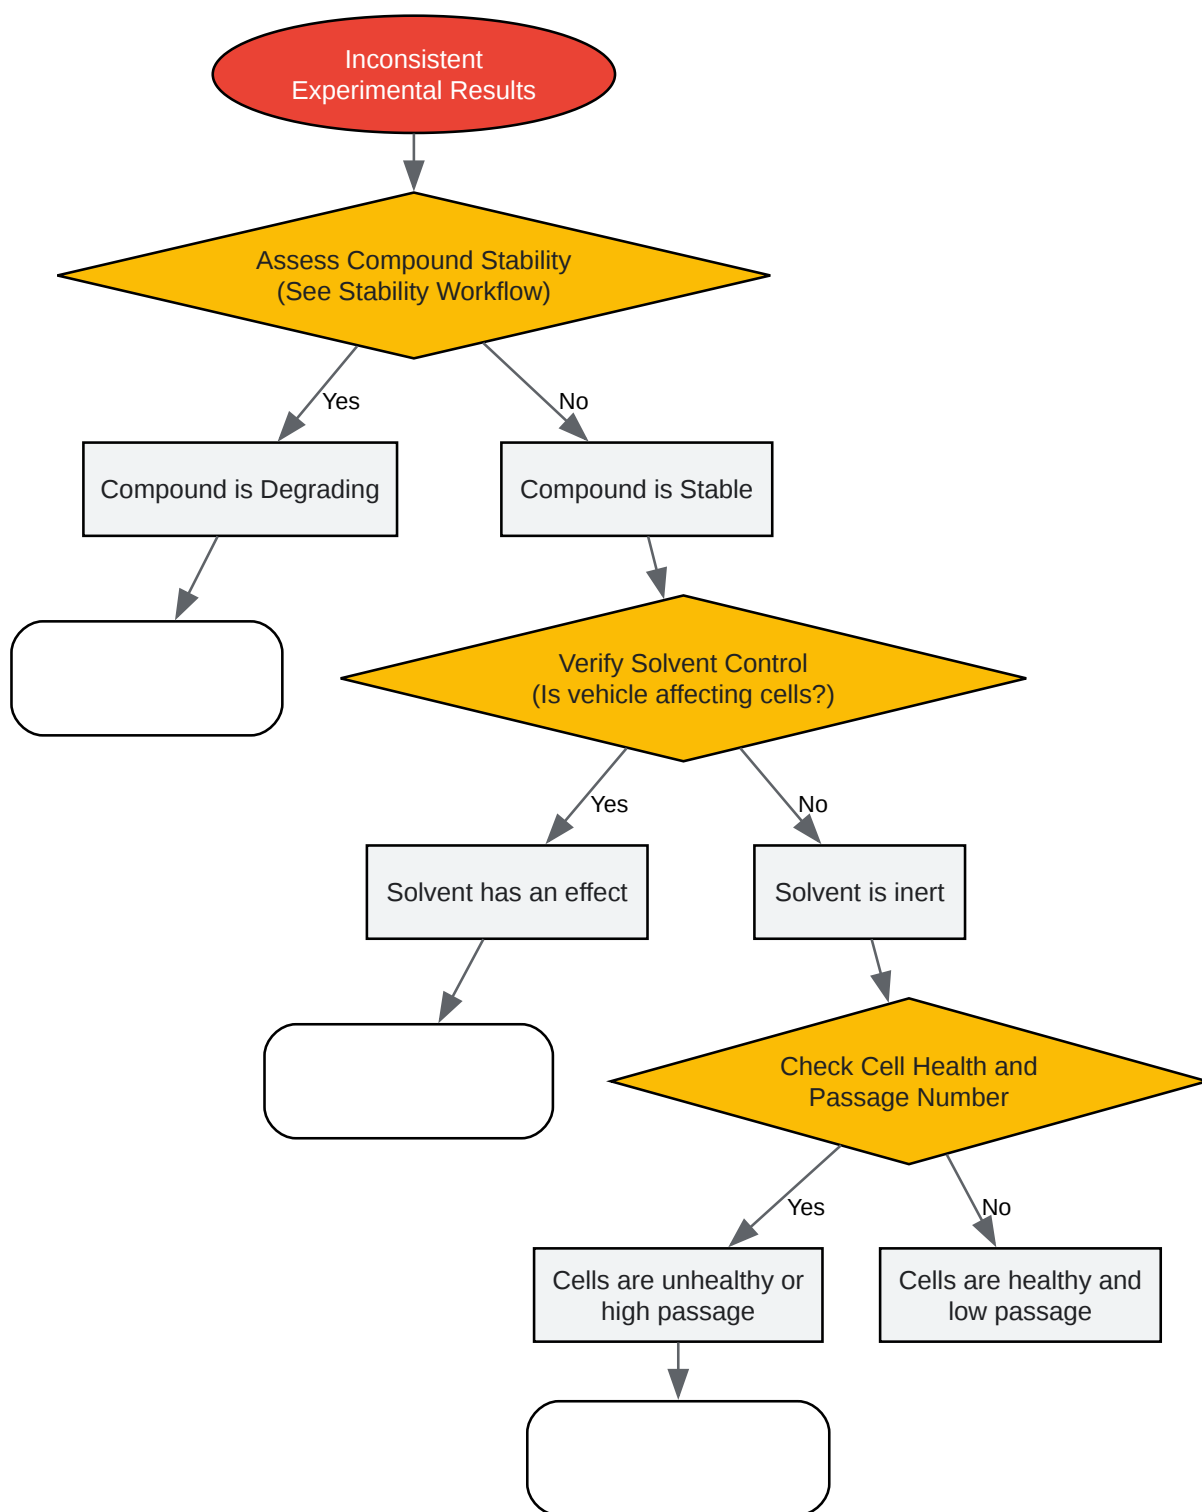 Inconsistent
Experimental Results
Assess Compound Stability
(See Stability Workflow)
Yes
No
Compound is Degrading
Compound is Stable
Verify Solvent Control
(Is vehicle affecting cells?)
Yes
No
Solvent has an effect
Solvent is inert
Check Cell Health and
Passage Number
Yes
No
Cells are unhealthy or
high passage
Cells are healthy and
low passage